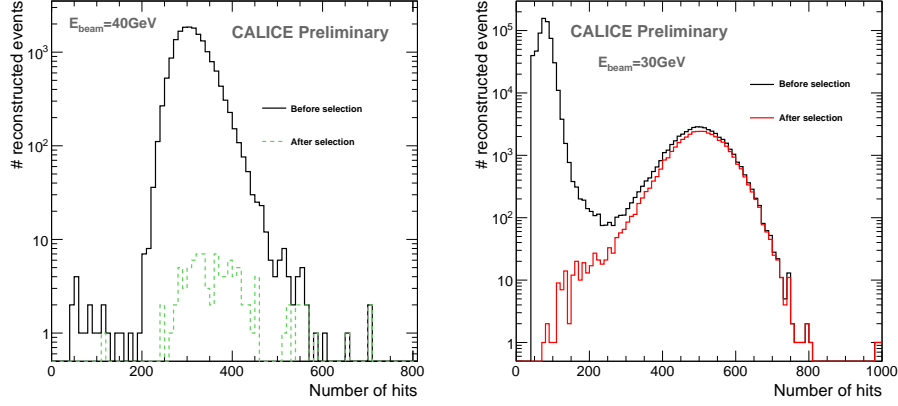 E_beam=40GeV
CALICE Preliminary
Before selection
After selection
# reconstructed events
10^3
10^2
10
1
0 200 400 600 800
Number of hits
CALICE Preliminary
E_beam=30GeV
Before selection
After selection
# reconstructed events
10^5
10^4
10^3
10^2
10
1
0 200 400 600 800 1000
Number of hits